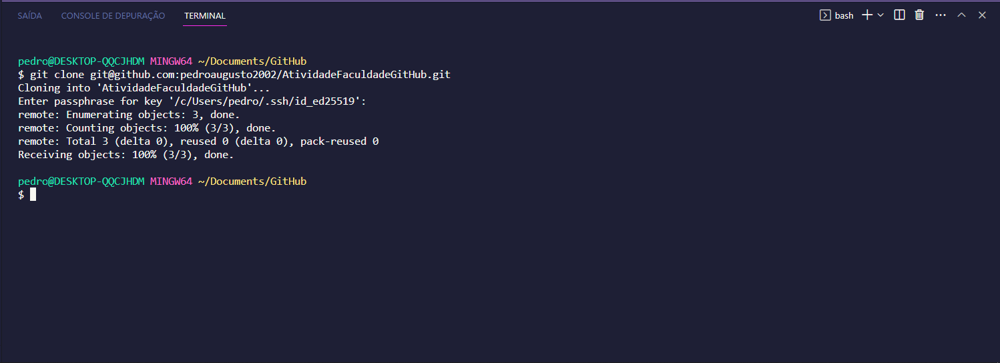 SAÍDA CONSOLE DE DEPURAÇÃO TERMINAL bash
pedro@DESKTOP-QQCJHDM MINGW64 ~/Documents/GitHub
$ git clone git@github.com:pedroaugusto2002/AtividadeFaculdadeGitHub.git
Cloning into 'AtividadeFaculdadeGitHub'...
Enter passphrase for key '/c/Users/pedro/.ssh/id_ed25519':
remote: Enumerating objects: 3, done.
remote: Counting objects: 100% (3/3), done.
remote: Total 3 (delta 0), reused 0 (delta 0), pack-reused 0
Receiving objects: 100% (3/3), done.
pedro@DESKTOP-QQCJHDM MINGW64 ~/Documents/GitHub
$